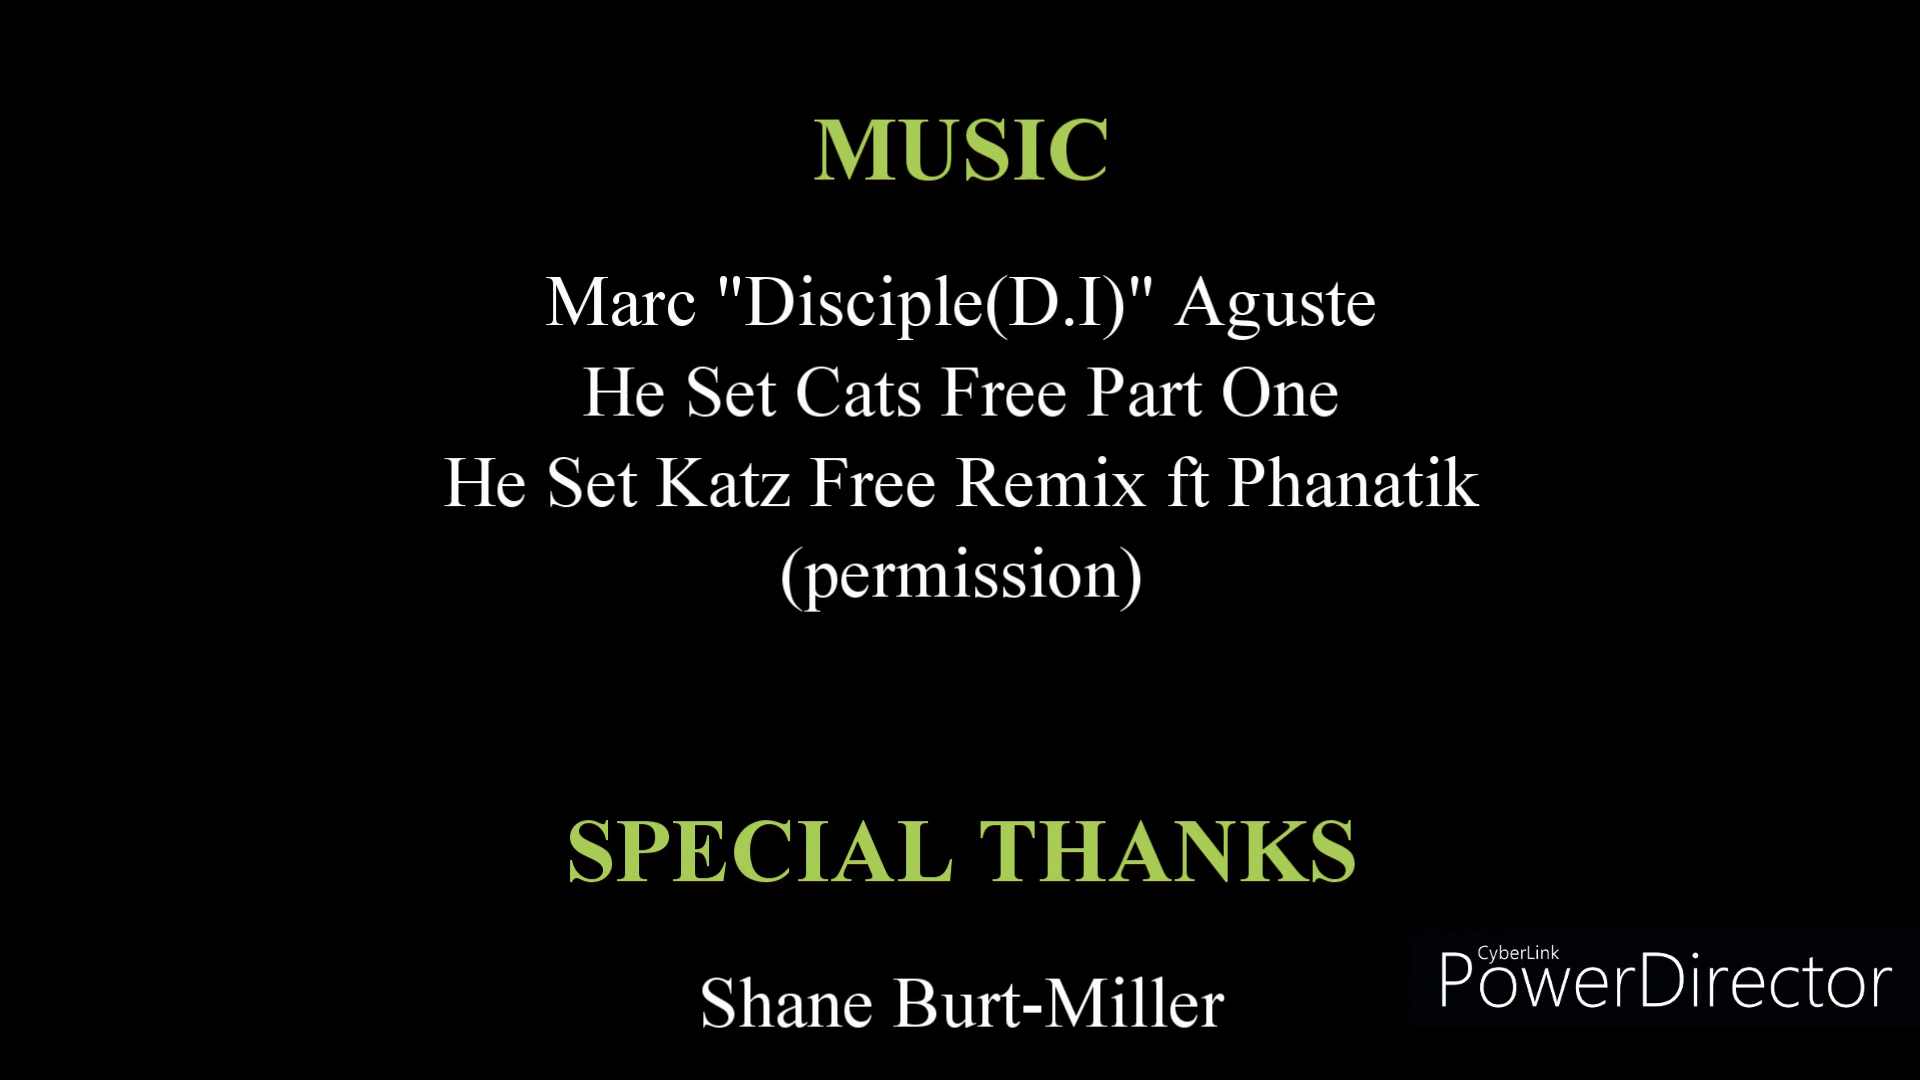 MUSIC
Marc "Disciple(D.I)" Aguste
He Set Cats Free Part One
He Set Katz Free Remix ft Phanatik
(permission)
SPECIAL THANKS
Shane Burt-Miller
CyberLink
PowerDirector